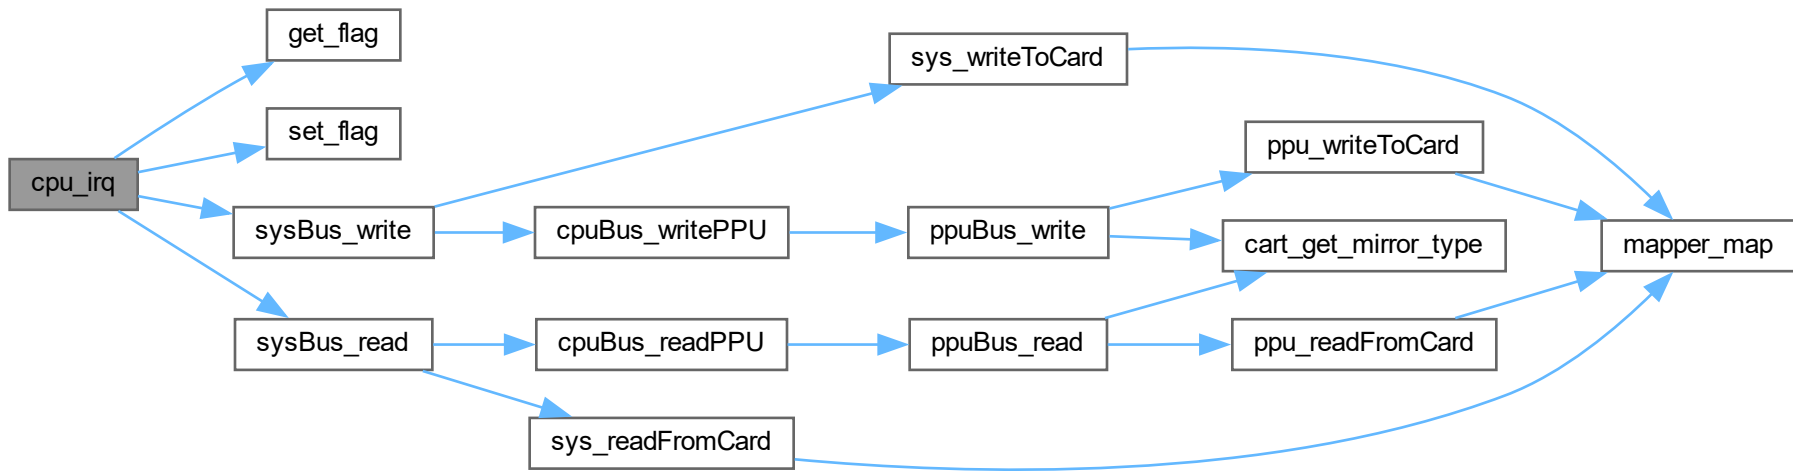 cpu_irq
get_flag
set_flag
sysBus_write
sysBus_read
cpuBus_writePPU
cpuBus_readPPU
sys_readFromCard
sys_writeToCard
ppuBus_write
ppuBus_read
ppu_writeToCard
cart_get_mirror_type
ppu_readFromCard
mapper_map